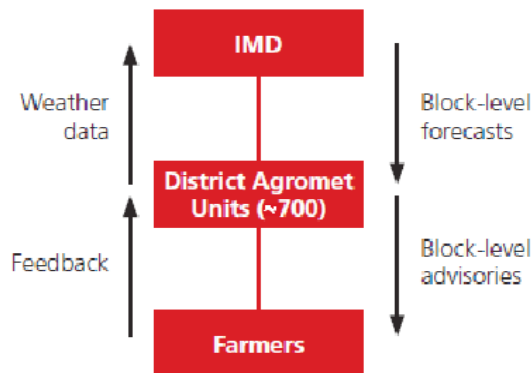 IMD
Weather
data
Block-level
forecasts
District Agromet
Units (~700)
Feedback
Block-level
advisories
Farmers